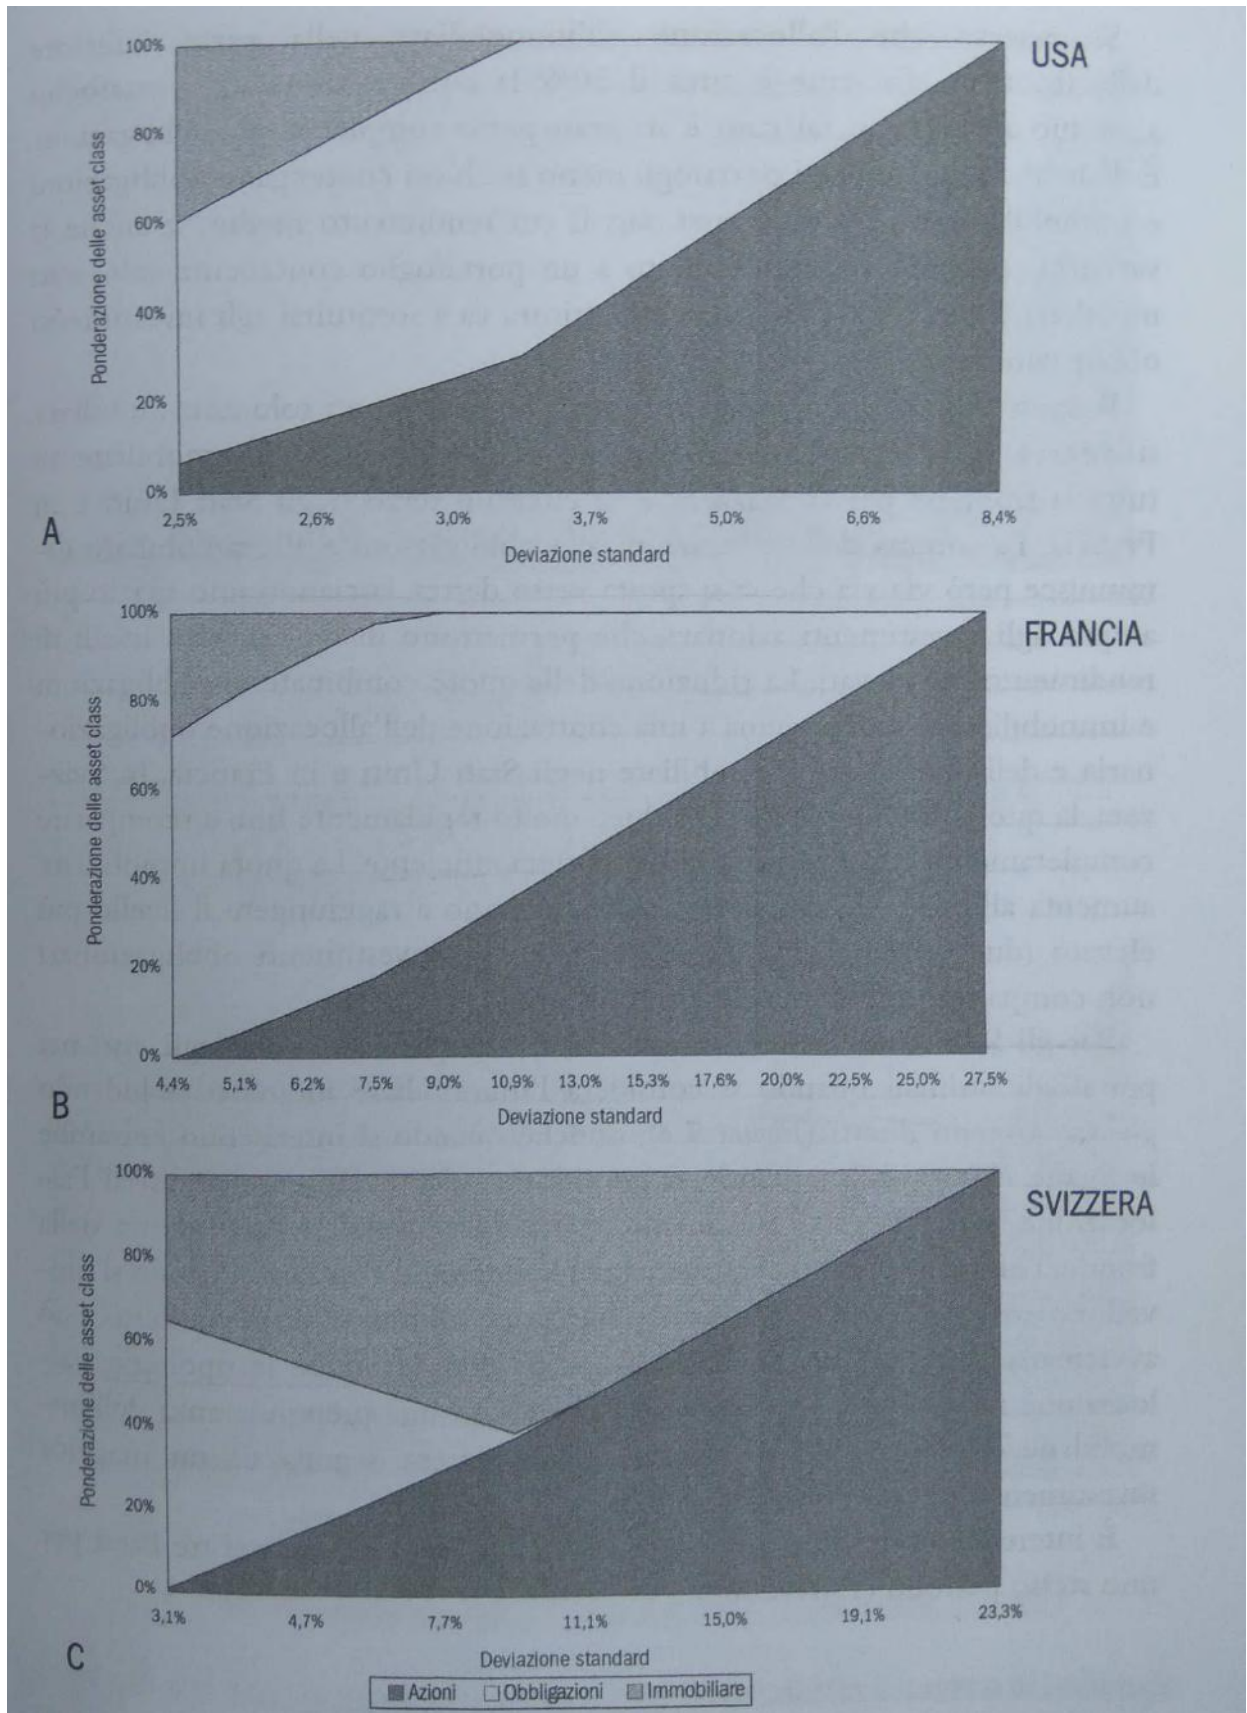 USA
Ponderazione delle asset class
100%
80%
60%
40%
20%
0%
2,5% 2,6% 3,0% 3,7% 5,0% 6,6% 8,4%
A
Deviazione standard
FRANCIA
Ponderazione delle asset class
100%
80%
60%
40%
20%
0%
4,4% 5,1% 6,2% 7,5% 9,0% 10,9% 13,0% 15,3% 17,6% 20,0% 22,5% 25,0% 27,5%
B
Deviazione standard
SVIZZERA
Ponderazione delle asset class
100%
80%
60%
40%
20%
0%
3,1% 4,7% 7,7% 11,1% 15,0% 19,1% 23,3%
C
Deviazione standard
Azioni Obbligazioni Immobiliare